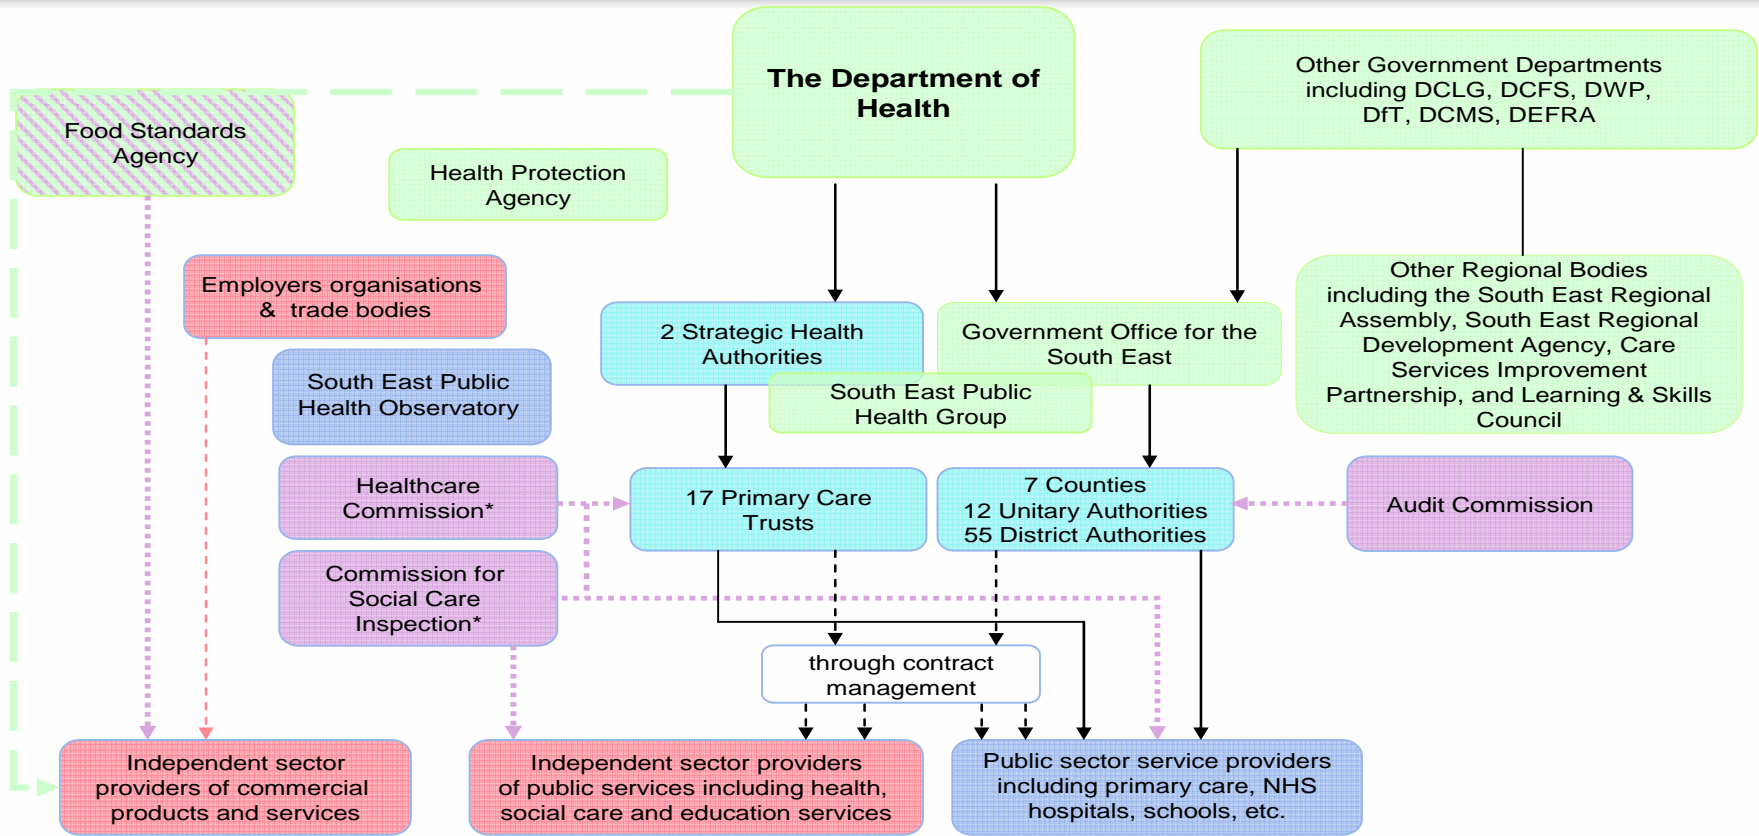 The Department of
Health
Other Government Departments
including DCLG, DCFS, DWP,
DfT, DCMS, DEFRA
Food Standards
Agency
Health Protection
Agency
Employers organisations
& trade bodies
2 Strategic Health
Authorities
Government Office for the
South East
Other Regional Bodies
including the South East Regional
Assembly, South East Regional
Development Agency, Care
Services Improvement
Partnership, and Learning & Skills
Council
South East Public
Health Observatory
South East Public
Health Group
Healthcare
Commission*
17 Primary Care
Trusts
7 Counties
12 Unitary Authorities
55 District Authorities
Audit Commission
Commission for
Social Care
Inspection*
through contract
management
Independent sector
providers of commercial
products and services
Independent sector providers
of public services including health,
social care and education services
Public sector service providers
including primary care, NHS
hospitals, schools, etc.